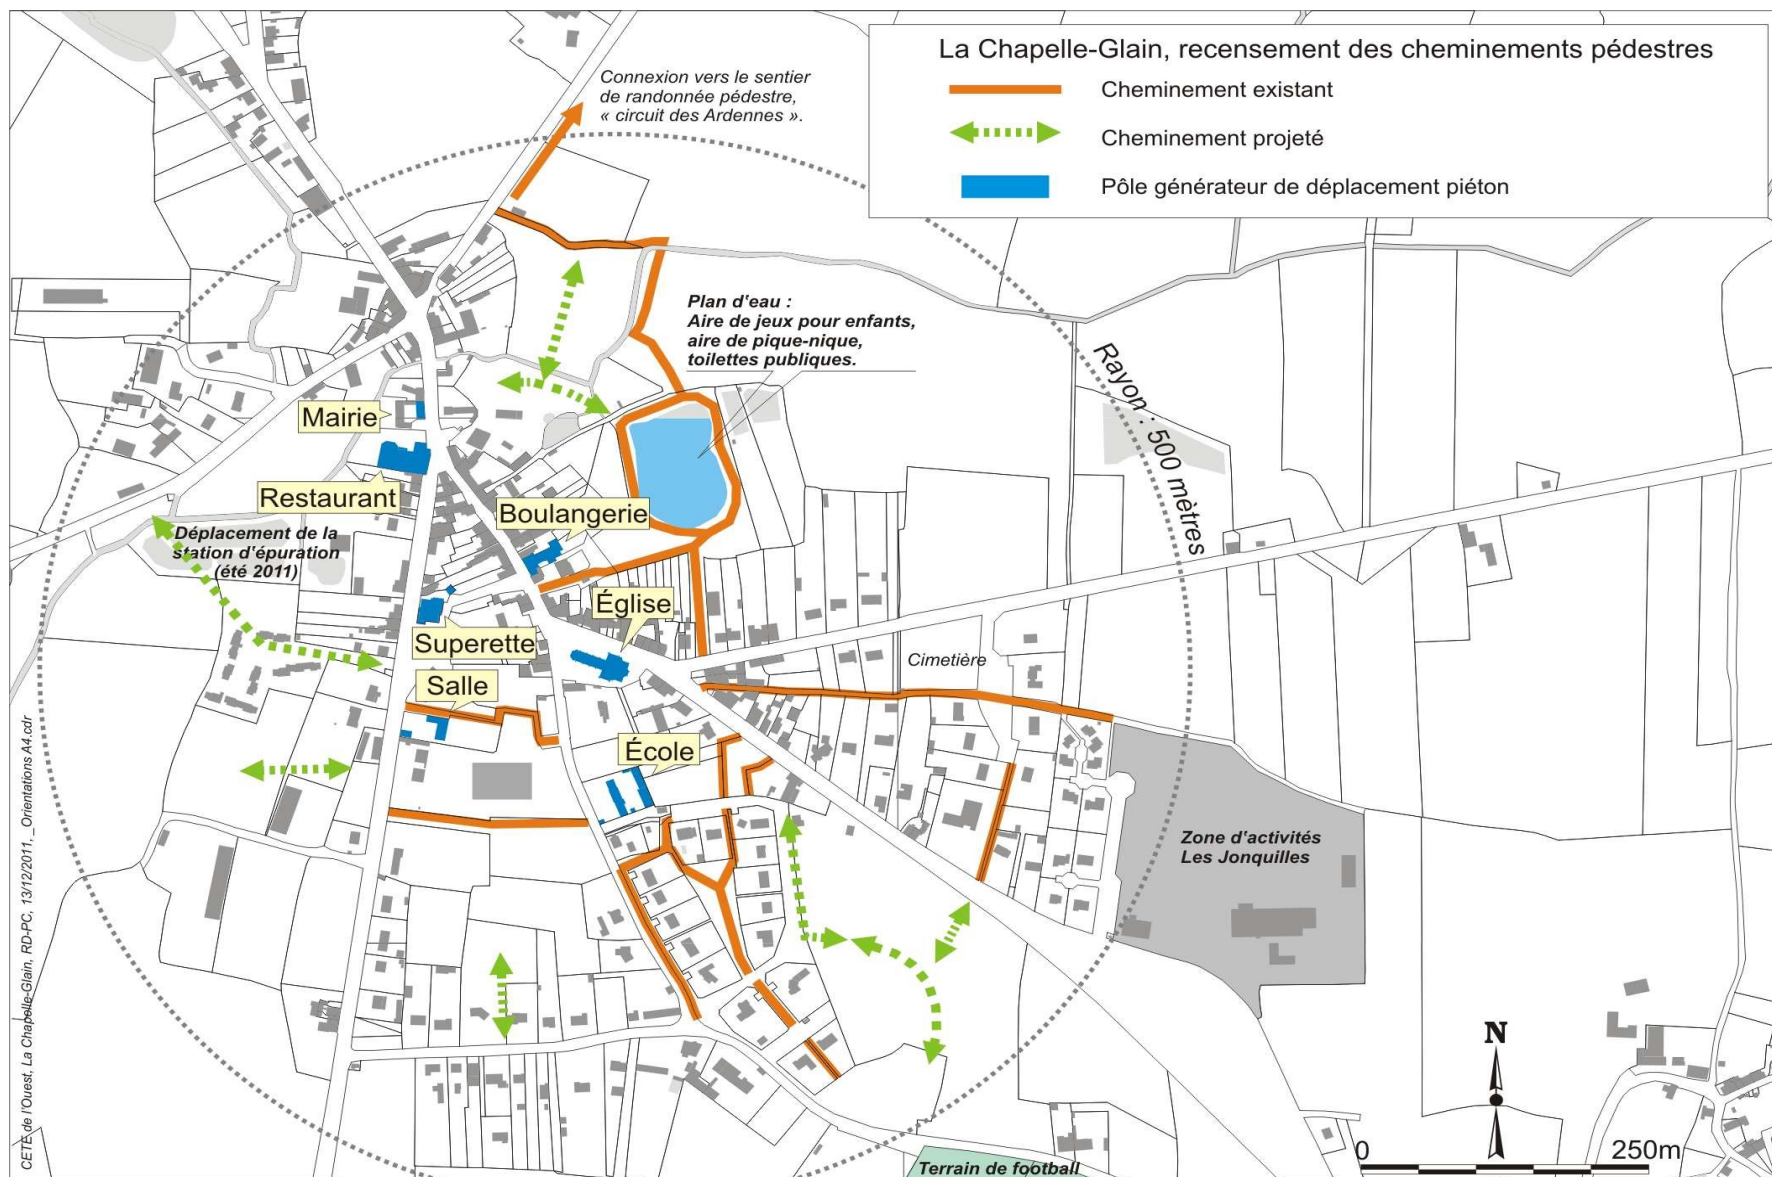 La Chapelle-Glain, recensement des cheminements pédestres
Cheminement existant
Cheminement projeté
Pôle générateur de déplacement piéton
Connexion vers le sentier
de randonnée pédestre,
« circuit des Ardennes ».
Plan d'eau :
Aire de jeux pour enfants,
aire de pique-nique,
toilettes publiques.
Rayon : 500 mètres
Mairie
Restaurant
Boulangerie
Déplacement de la
station d'épuration
(été 2011)
Église
Superette
Cimetière
Salle
École
Zone d'activités
Les Jonquilles
N
0 250m
Terrain de football
CETE de l'Ouest, La Chapelle-Glain, RD-PC, 13/12/2011,_Orientations A4.cdr